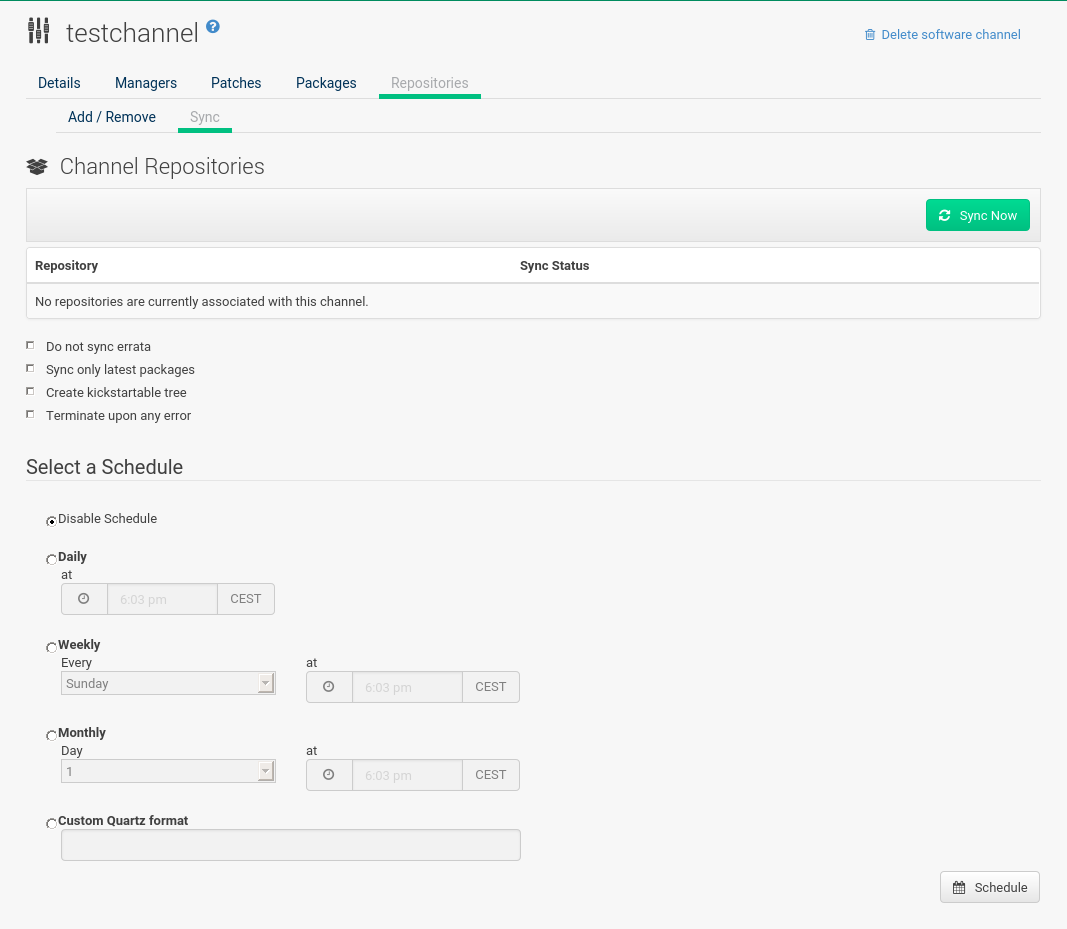 testchannel ?
Delete software channel
Details Managers Patches Packages Repositories
Add / Remove Sync
Channel Repositories
Sync Now
Repository Sync Status
No repositories are currently associated with this channel.
Do not sync errata
Sync only latest packages
Create kickstartable tree
Terminate upon any error
Select a Schedule
Disable Schedule
Daily
at
6:03 pm CEST
Weekly
Every at
Sunday 6:03 pm CEST
Monthly
Day at
1 6:03 pm CEST
Custom Quartz format
Schedule